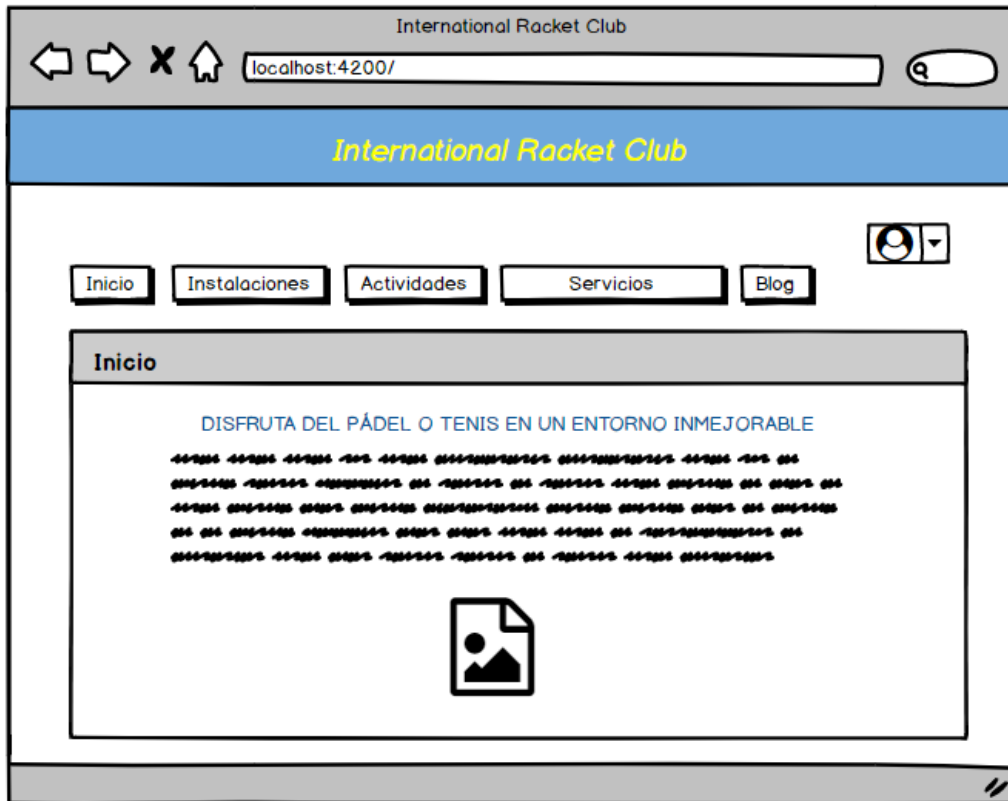 International Racket Club
localhost:4200/
International Racket Club
Inicio Instalaciones Actividades Servicios Blog
Inicio
DISFRUTA DEL PÁDEL O TENIS EN UN ENTORNO INMEJORABLE